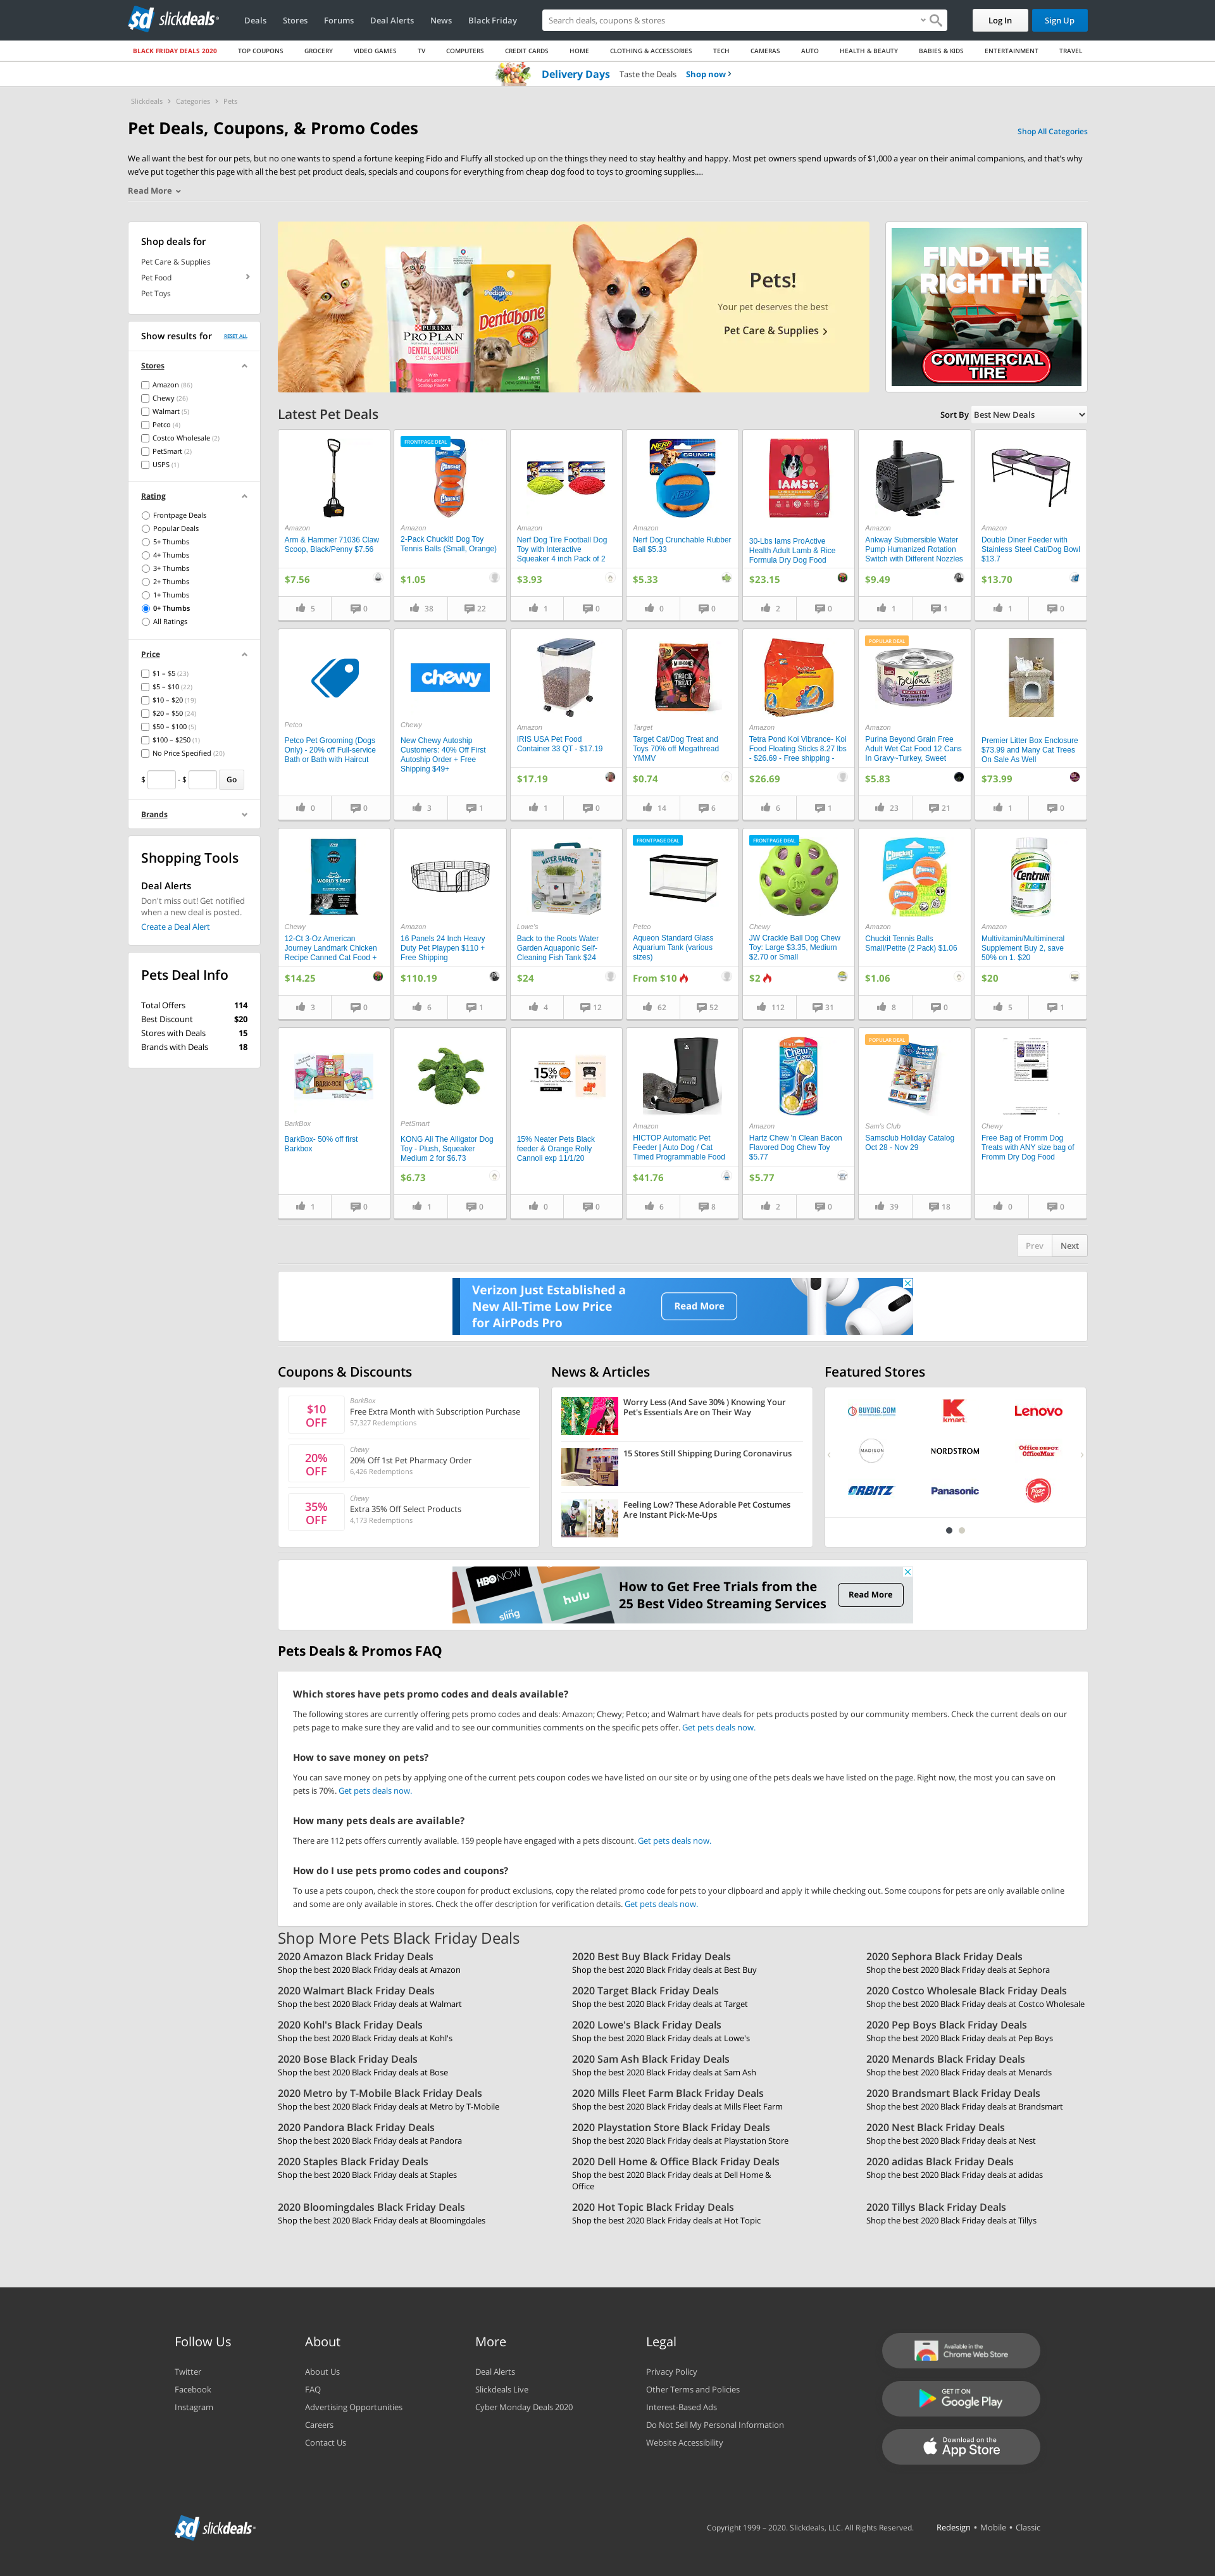 slickdeals
Deals Stores Forums Deal Alerts News Black Friday
Search deals, coupons & stores
Log In
Sign Up
BLACK FRIDAY DEALS 2020 TOP COUPONS GROCERY VIDEO GAMES TV COMPUTERS CREDIT CARDS HOME CLOTHING & ACCESSORIES TECH CAMERAS AUTO HEALTH & BEAUTY BABIES & KIDS ENTERTAINMENT TRAVEL
Delivery Days Taste the Deals Shop now
Slickdeals Categories Pets
Pet Deals, Coupons, & Promo Codes
Shop All Categories
We all want the best for our pets, but no one wants to spend a fortune keeping Fido and Fluffy all stocked up on the things they need to stay healthy and happy. Most pet owners spend upwards of $1,000 a year on their animal companions, and that's why
we've put together this page with all the best pet product deals, specials and coupons for everything from cheap dog food to toys to grooming supplies....
Read More
Shop deals for
Pet Care & Supplies
Pet Food
Pet Toys
Show results for RESET ALL
Stores
Amazon (86)
Chewy (26)
Walmart (5)
Petco (4)
Costco Wholesale (2)
PetSmart (2)
USPS (1)
Rating
Frontpage Deals
Popular Deals
5+ Thumbs
4+ Thumbs
3+ Thumbs
2+ Thumbs
1+ Thumbs
0+ Thumbs
All Ratings
Price
$1 – $5 (23)
$5 – $10 (22)
$10 – $20 (19)
$20 – $50 (24)
$50 – $100 (5)
$100 – $250 (1)
No Price Specified (20)
$ - $ Go
Brands
Shopping Tools
Deal Alerts
Don't miss out! Get notified
when a new deal is posted.
Create a Deal Alert
Pets Deal Info
Total Offers 114
Best Discount $20
Stores with Deals 15
Brands with Deals 18
PURINA
PRO PLAN
DENTAL CRUNCH
CAT SNACKS
Pedigree
Dentabone
Pets!
Your pet deserves the best
Pet Care & Supplies
FIND THE
RIGHT FIT
COMMERCIAL
TIRE
Latest Pet Deals
Sort By Best New Deals
Amazon
Arm & Hammer 71036 Claw
Scoop, Black/Penny $7.56
$7.56
5 0
FRONTPAGE DEAL
Amazon
2-Pack Chuckit! Dog Toy
Tennis Balls (Small, Orange)
$1.05
38 22
Amazon
Nerf Dog Tire Football Dog
Toy with Interactive
Squeaker 4 inch Pack of 2
$3.93
1 0
NERF
CRUNCH
Amazon
Nerf Dog Crunchable Rubber
Ball $5.33
$5.33
0 0
IAMS
30-Lbs Iams ProActive
Health Adult Lamb & Rice
Formula Dry Dog Food
$23.15
2 0
Amazon
Ankway Submersible Water
Pump Humanized Rotation
Switch with Different Nozzles
$9.49
1 1
Amazon
Double Diner Feeder with
Stainless Steel Cat/Dog Bowl
$13.7
$13.70
1 0
Petco
Petco Pet Grooming (Dogs
Only) - 20% off Full-service
Bath or Bath with Haircut
0 0
chewy
Chewy
New Chewy Autoship
Customers: 40% Off First
Autoship Order + Free
Shipping $49+
3 1
Amazon
IRIS USA Pet Food
Container 33 QT - $17.19
$17.19
1 0
Target
Target Cat/Dog Treat and
Toys 70% off Megathread
YMMV
$0.74
14 6
Amazon
Tetra Pond Koi Vibrance- Koi
Food Floating Sticks 8.27 lbs
- $26.69 - Free shipping -
$26.69
6 1
POPULAR DEAL
Beyond
Amazon
Purina Beyond Grain Free
Adult Wet Cat Food 12 Cans
In Gravy~Turkey, Sweet
$5.83
23 21
Premier Litter Box Enclosure
$73.99 and Many Cat Trees
On Sale As Well
$73.99
1 0
WORLD'S BEST
Chewy
12-Ct 3-Oz American
Journey Landmark Chicken
Recipe Canned Cat Food +
$14.25
3 0
Amazon
16 Panels 24 Inch Heavy
Duty Pet Playpen $110 +
Free Shipping
$110.19
6 1
WATER GARDEN
Lowe's
Back to the Roots Water
Garden Aquaponic Self-
Cleaning Fish Tank $24
$24
4 12
FRONTPAGE DEAL
Petco
Aqueon Standard Glass
Aquarium Tank (various
sizes)
From $10
62 52
FRONTPAGE DEAL
JW
Chewy
JW Crackle Ball Dog Chew
Toy: Large $3.35, Medium
$2.70 or Small
$2
112 31
Amazon
Chuckit Tennis Balls
Small/Petite (2 Pack) $1.06
$1.06
8 0
Centrum
Amazon
Multivitamin/Multimineral
Supplement Buy 2, save
50% on 1. $20
$20
5 1
BARKBOX
BarkBox
BarkBox- 50% off first
Barkbox
1 0
PetSmart
KONG Ali The Alligator Dog
Toy - Plush, Squeaker
Medium 2 for $6.73
$6.73
1 0
15%
15% Neater Pets Black
feeder & Orange Rolly
Cannoli exp 11/1/20
0 0
Amazon
HICTOP Automatic Pet
Feeder | Auto Dog / Cat
Timed Programmable Food
$41.76
6 8
Amazon
Hartz Chew 'n Clean Bacon
Flavored Dog Chew Toy
$5.77
$5.77
2 0
POPULAR DEAL
Sam's Club
Samsclub Holiday Catalog
Oct 28 - Nov 29
39 18
Chewy
Free Bag of Fromm Dog
Treats with ANY size bag of
Fromm Dry Dog Food
0 0
Prev Next
Verizon Just Established a
New All-Time Low Price
for AirPods Pro
Read More
Coupons & Discounts
$10
OFF
BarkBox
Free Extra Month with Subscription Purchase
57,327 Redemptions
20%
OFF
Chewy
20% Off 1st Pet Pharmacy Order
6,426 Redemptions
35%
OFF
Chewy
Extra 35% Off Select Products
4,173 Redemptions
News & Articles
Worry Less (And Save 30% ) Knowing Your
Pet's Essentials Are on Their Way
15 Stores Still Shipping During Coronavirus
Feeling Low? These Adorable Pet Costumes
Are Instant Pick-Me-Ups
Featured Stores
BUYDIG.COM
kmart
Lenovo
MADISON
NORDSTROM
Office DEPOT
OfficeMax
ORBITZ
Panasonic
HBO NOW
sling
hulu
How to Get Free Trials from the
25 Best Video Streaming Services
Read More
Pets Deals & Promos FAQ
Which stores have pets promo codes and deals available?
The following stores are currently offering pets promo codes and deals: Amazon; Chewy; Petco; and Walmart have deals for pets products posted by our community members. Check the current deals on our
pets page to make sure they are valid and to see our communities comments on the specific pets offer. Get pets deals now.
How to save money on pets?
You can save money on pets by applying one of the current pets coupon codes we have listed on our site or by using one of the pets deals we have listed on the page. Right now, the most you can save on
pets is 70%. Get pets deals now.
How many pets deals are available?
There are 112 pets offers currently available. 159 people have engaged with a pets discount. Get pets deals now.
How do I use pets promo codes and coupons?
To use a pets coupon, check the store coupon for product exclusions, copy the related promo code for pets to your clipboard and apply it while checking out. Some coupons for pets are only available online
and some are only available in stores. Check the offer description for verification details. Get pets deals now.
Shop More Pets Black Friday Deals
2020 Amazon Black Friday Deals
Shop the best 2020 Black Friday deals at Amazon
2020 Best Buy Black Friday Deals
Shop the best 2020 Black Friday deals at Best Buy
2020 Sephora Black Friday Deals
Shop the best 2020 Black Friday deals at Sephora
2020 Walmart Black Friday Deals
Shop the best 2020 Black Friday deals at Walmart
2020 Target Black Friday Deals
Shop the best 2020 Black Friday deals at Target
2020 Costco Wholesale Black Friday Deals
Shop the best 2020 Black Friday deals at Costco Wholesale
2020 Kohl's Black Friday Deals
Shop the best 2020 Black Friday deals at Kohl's
2020 Lowe's Black Friday Deals
Shop the best 2020 Black Friday deals at Lowe's
2020 Pep Boys Black Friday Deals
Shop the best 2020 Black Friday deals at Pep Boys
2020 Bose Black Friday Deals
Shop the best 2020 Black Friday deals at Bose
2020 Sam Ash Black Friday Deals
Shop the best 2020 Black Friday deals at Sam Ash
2020 Menards Black Friday Deals
Shop the best 2020 Black Friday deals at Menards
2020 Metro by T-Mobile Black Friday Deals
Shop the best 2020 Black Friday deals at Metro by T-Mobile
2020 Mills Fleet Farm Black Friday Deals
Shop the best 2020 Black Friday deals at Mills Fleet Farm
2020 Brandsmart Black Friday Deals
Shop the best 2020 Black Friday deals at Brandsmart
2020 Pandora Black Friday Deals
Shop the best 2020 Black Friday deals at Pandora
2020 Playstation Store Black Friday Deals
Shop the best 2020 Black Friday deals at Playstation Store
2020 Nest Black Friday Deals
Shop the best 2020 Black Friday deals at Nest
2020 Staples Black Friday Deals
Shop the best 2020 Black Friday deals at Staples
2020 Dell Home & Office Black Friday Deals
Shop the best 2020 Black Friday deals at Dell Home &
Office
2020 adidas Black Friday Deals
Shop the best 2020 Black Friday deals at adidas
2020 Bloomingdales Black Friday Deals
Shop the best 2020 Black Friday deals at Bloomingdales
2020 Hot Topic Black Friday Deals
Shop the best 2020 Black Friday deals at Hot Topic
2020 Tillys Black Friday Deals
Shop the best 2020 Black Friday deals at Tillys
Follow Us
Twitter
Facebook
Instagram
About
About Us
FAQ
Advertising Opportunities
Careers
Contact Us
More
Deal Alerts
Slickdeals Live
Cyber Monday Deals 2020
Legal
Privacy Policy
Other Terms and Policies
Interest-Based Ads
Do Not Sell My Personal Information
Website Accessibility
Available in the
Chrome Web Store
GET IT ON
Google Play
Download on the
App Store
slickdeals
Copyright 1999 – 2020. Slickdeals, LLC. All Rights Reserved. Redesign • Mobile • Classic